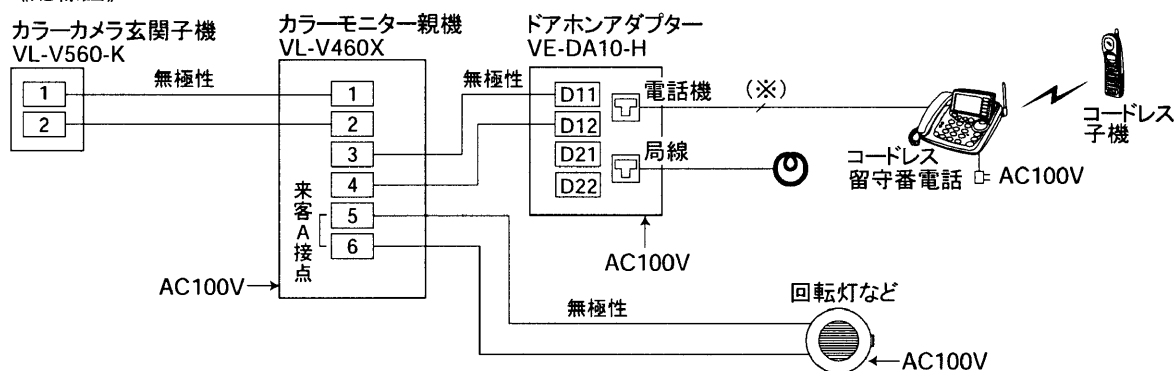 カラーカメラ玄関子機
VL-V560-K
1
2
無極性
カラーモニター親機
VL-V460X
1
2
3
4
5
6
来客A接点
AC100V
無極性
ドアホンアダプター
VE-DA10-H
D11
D12
D21
D22
電話機
局線
(※)
AC100V
コードレス
留守番電話
AC100V
コードレス
子機
無極性
回転灯など
AC100V